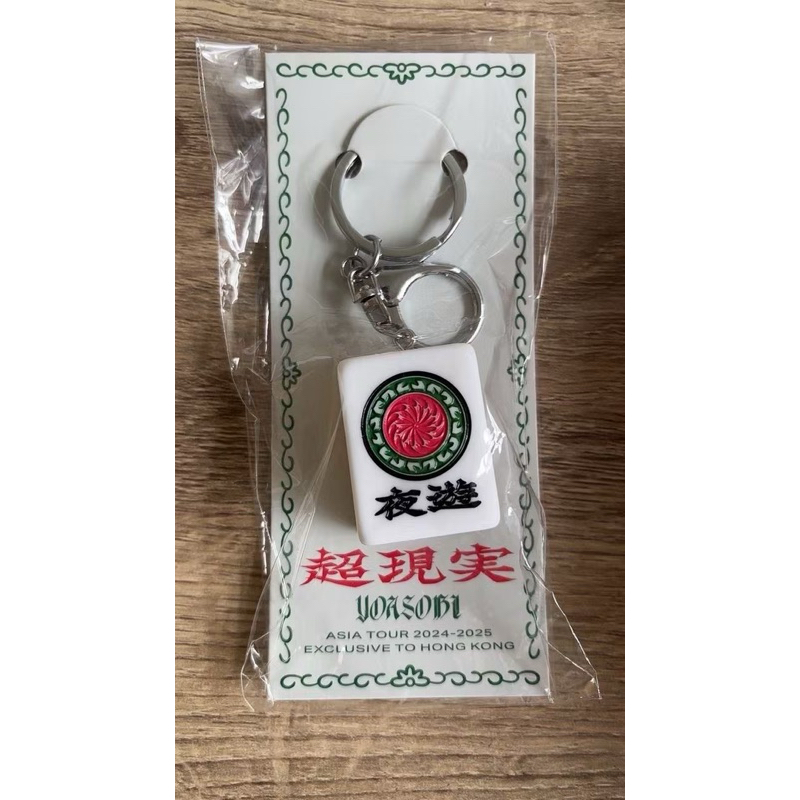 夜遊
超現実
YOASOBI
ASIA TOUR 2024-2025
EXCLUSIVE TO HONG KONG